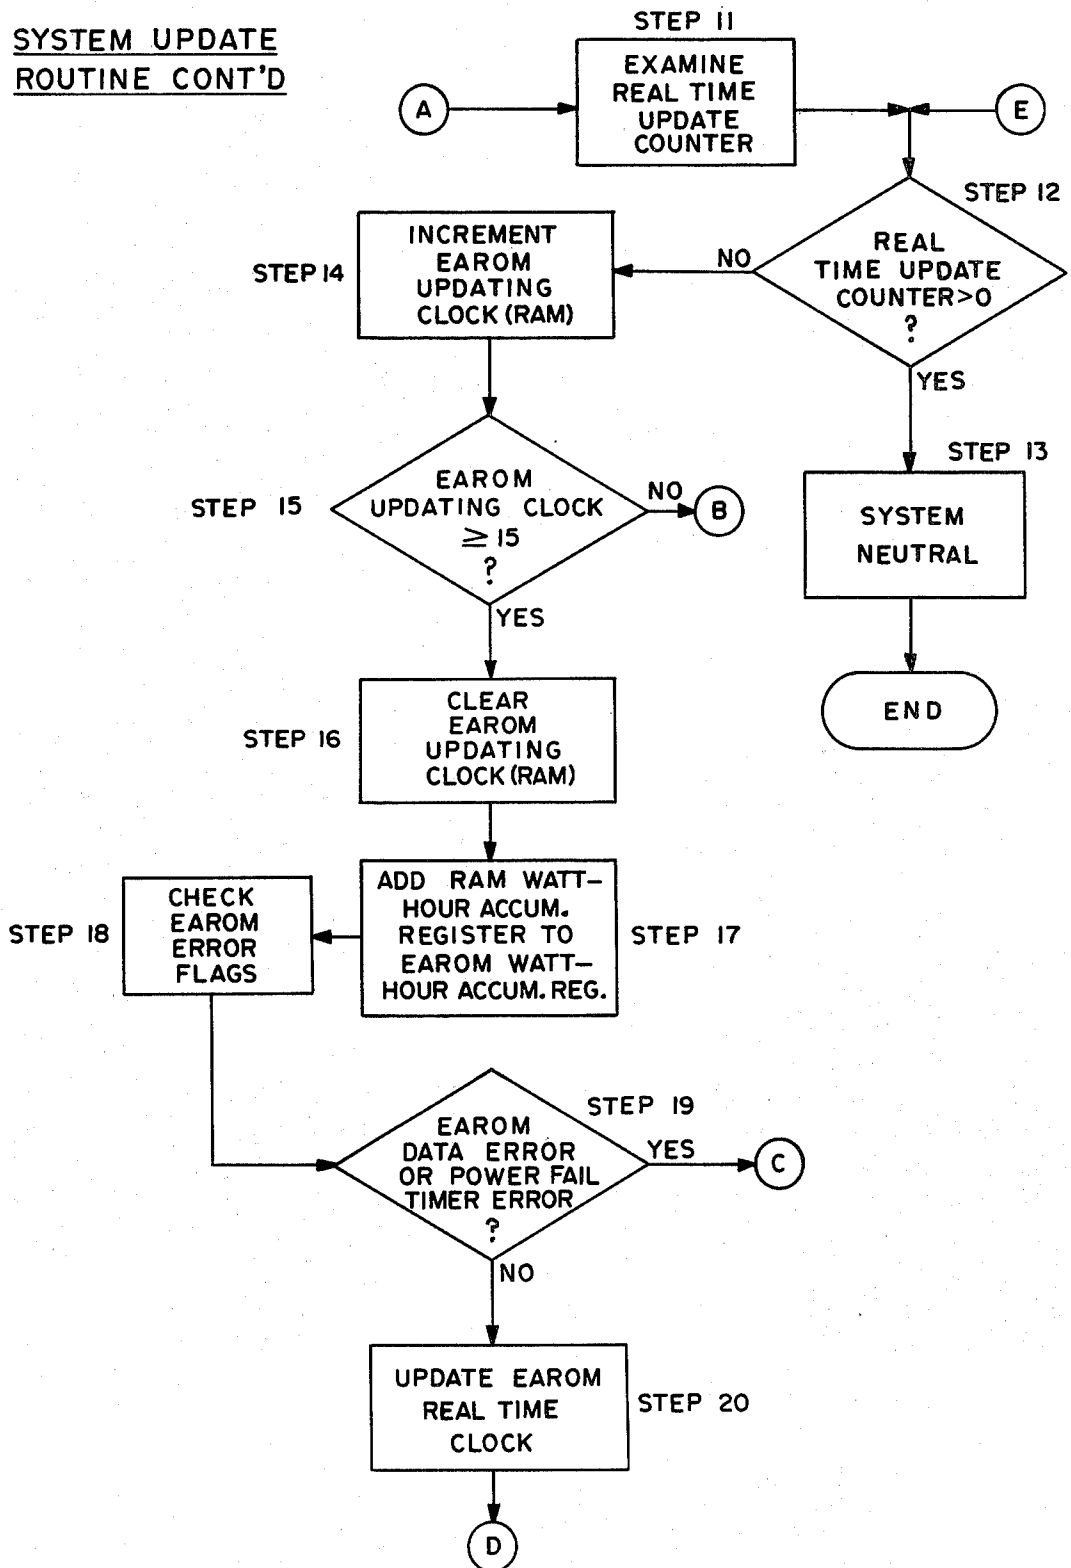 SYSTEM UPDATE
ROUTINE CONT'D
STEP 11
A
EXAMINE
REAL TIME
UPDATE
COUNTER
E
STEP 12
REAL
TIME UPDATE
COUNTER>0
?
NO
YES
STEP 14
INCREMENT
EAROM
UPDATING
CLOCK (RAM)
STEP 13
SYSTEM
NEUTRAL
END
STEP 15
EAROM
UPDATING CLOCK
≥ 15
?
NO
B
YES
STEP 16
CLEAR
EAROM
UPDATING
CLOCK (RAM)
ADD RAM WATT-
HOUR ACCUM.
REGISTER TO
EAROM WATT-
HOUR ACCUM. REG.
STEP 17
STEP 18
CHECK
EAROM
ERROR
FLAGS
STEP 19
EAROM
DATA ERROR
OR POWER FAIL
TIMER ERROR
?
YES
C
NO
UPDATE EAROM
REAL TIME
CLOCK
STEP 20
D